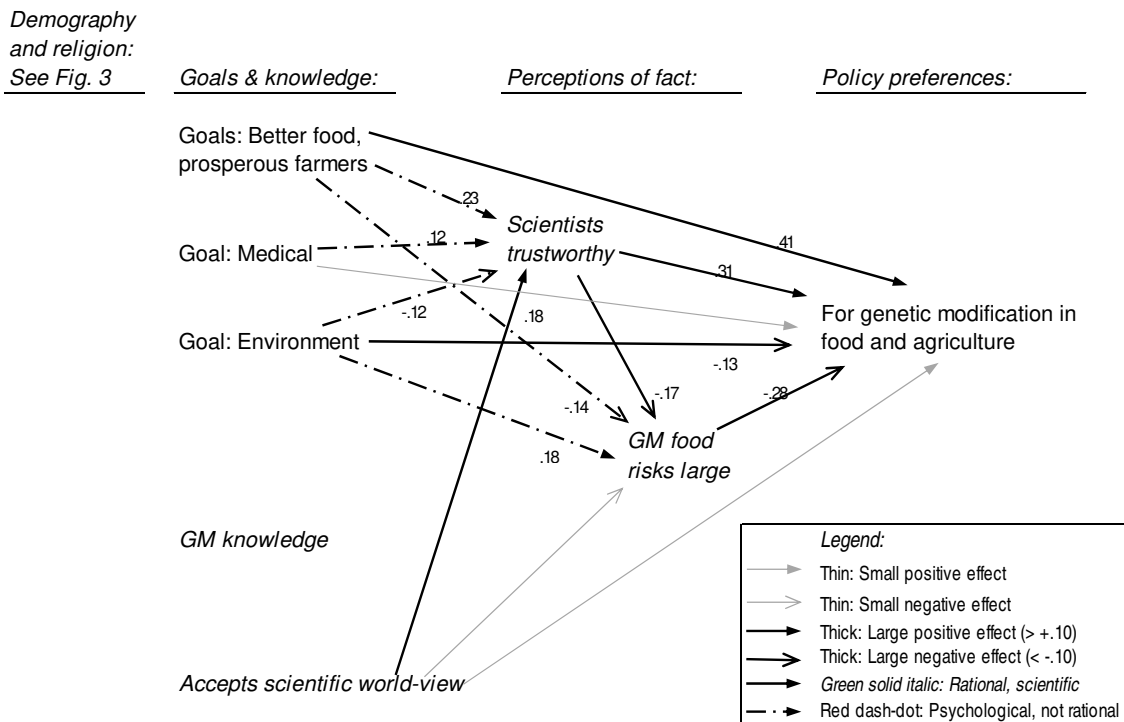 Demography
and religion:
See Fig. 3
Goals & knowledge:
Perceptions of fact:
Policy preferences:
Goals: Better food,
prosperous farmers
.23
Scientists
trustworthy
.12
Goal: Medical
.41
.31
-.12
.18
For genetic modification in
food and agriculture
Goal: Environment
-.13
-.14
-.17
-.28
GM food
risks large
.18
GM knowledge
Accepts scientific world-view
Legend:
Thin: Small positive effect
Thin: Small negative effect
Thick: Large positive effect (> +.10)
Thick: Large negative effect (< -.10)
Green solid italic: Rational, scientific
Red dash-dot: Psychological, not rational